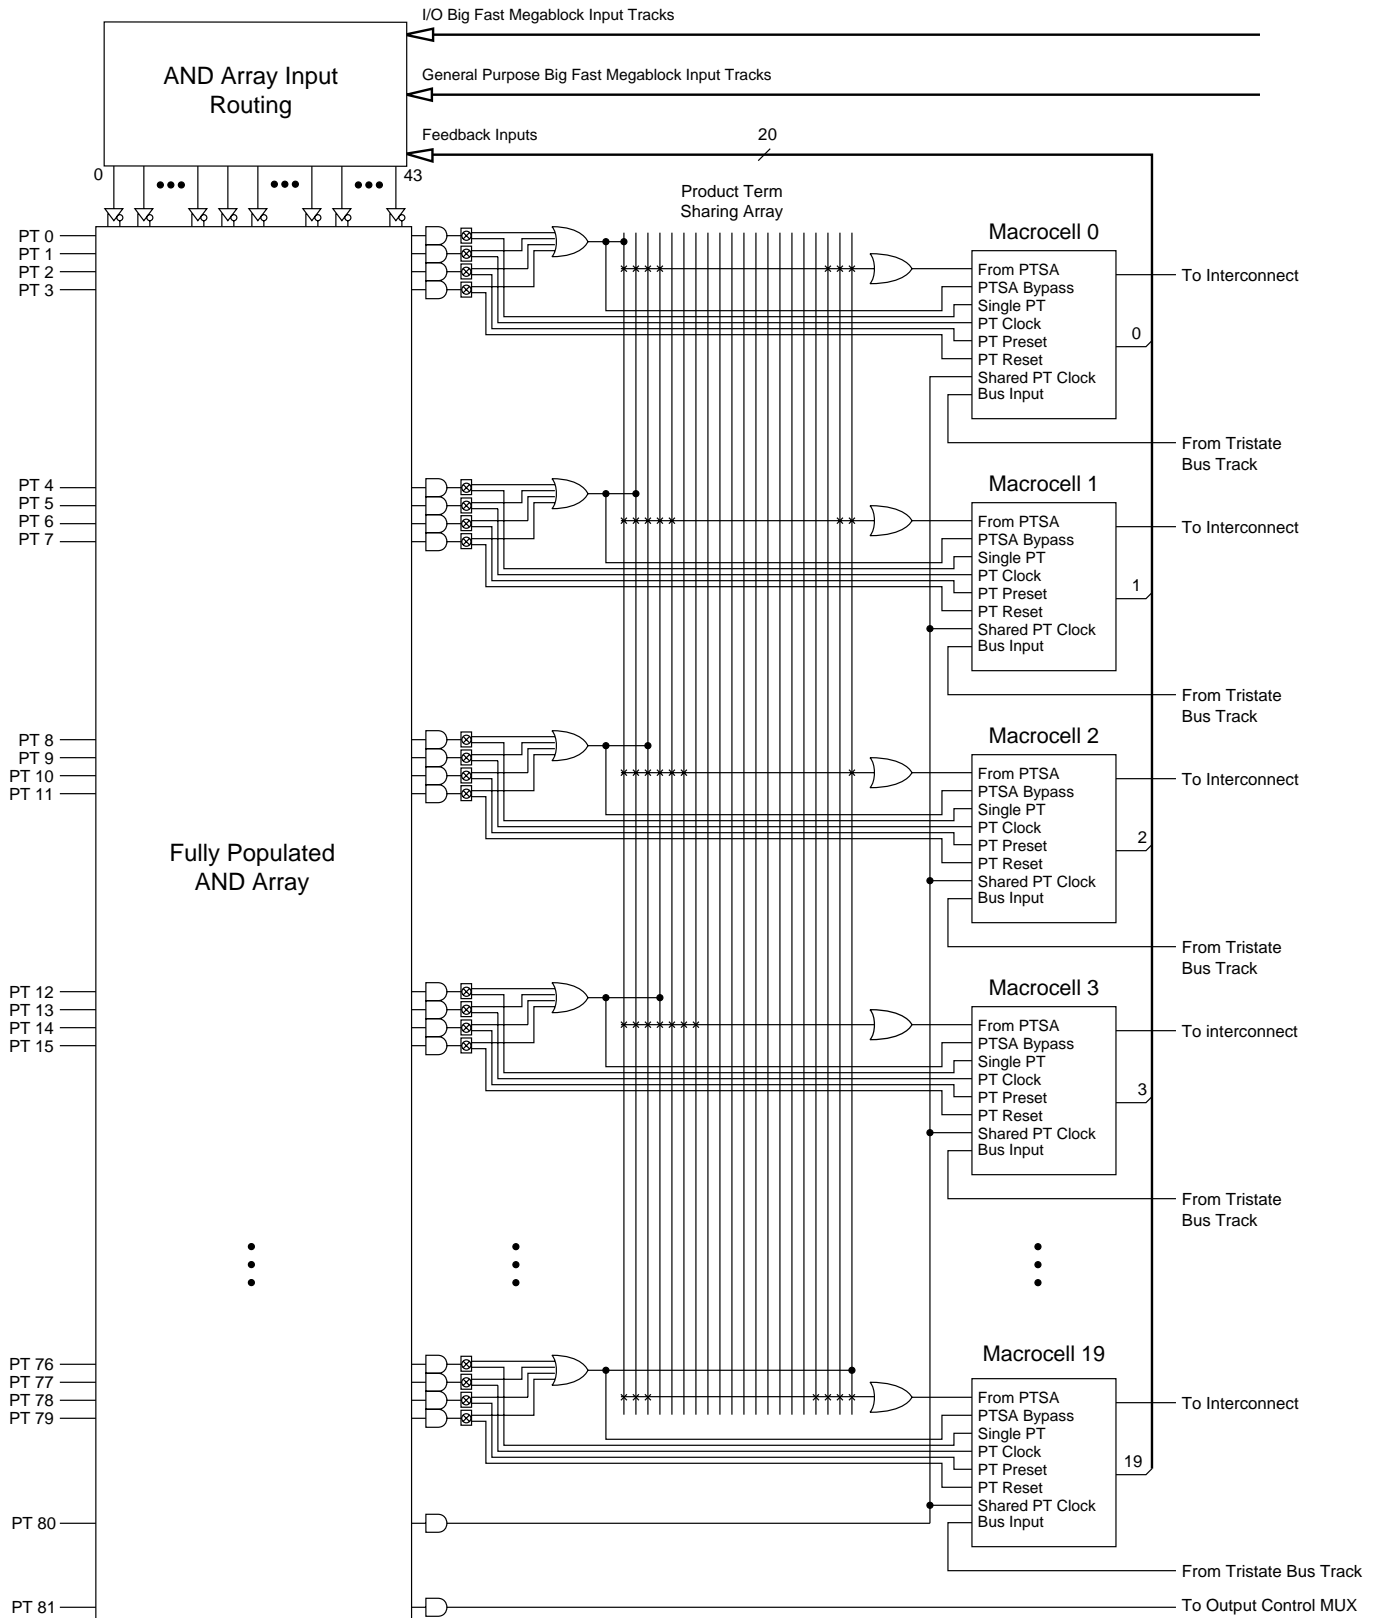 I/O Big Fast Megablock Input Tracks
AND Array Input
Routing
General Purpose Big Fast Megablock Input Tracks
Feedback Inputs
20
0
43
Product Term
Sharing Array
PT 0
PT 1
PT 2
PT 3
Macrocell 0
From PTSA
PTSA Bypass
Single PT
PT Clock
PT Preset
PT Reset
Shared PT Clock
Bus Input
To Interconnect
0
From Tristate
Bus Track
PT 4
PT 5
PT 6
PT 7
Macrocell 1
From PTSA
PTSA Bypass
Single PT
PT Clock
PT Preset
PT Reset
Shared PT Clock
Bus Input
To Interconnect
1
From Tristate
Bus Track
PT 8
PT 9
PT 10
PT 11
Macrocell 2
From PTSA
PTSA Bypass
Single PT
PT Clock
PT Preset
PT Reset
Shared PT Clock
Bus Input
To Interconnect
2
Fully Populated
AND Array
From Tristate
Bus Track
PT 12
PT 13
PT 14
PT 15
Macrocell 3
From PTSA
PTSA Bypass
Single PT
PT Clock
PT Preset
PT Reset
Shared PT Clock
Bus Input
To interconnect
3
From Tristate
Bus Track
PT 76
PT 77
PT 78
PT 79
Macrocell 19
From PTSA
PTSA Bypass
Single PT
PT Clock
PT Preset
PT Reset
Shared PT Clock
Bus Input
To Interconnect
19
PT 80
From Tristate Bus Track
PT 81
To Output Control MUX